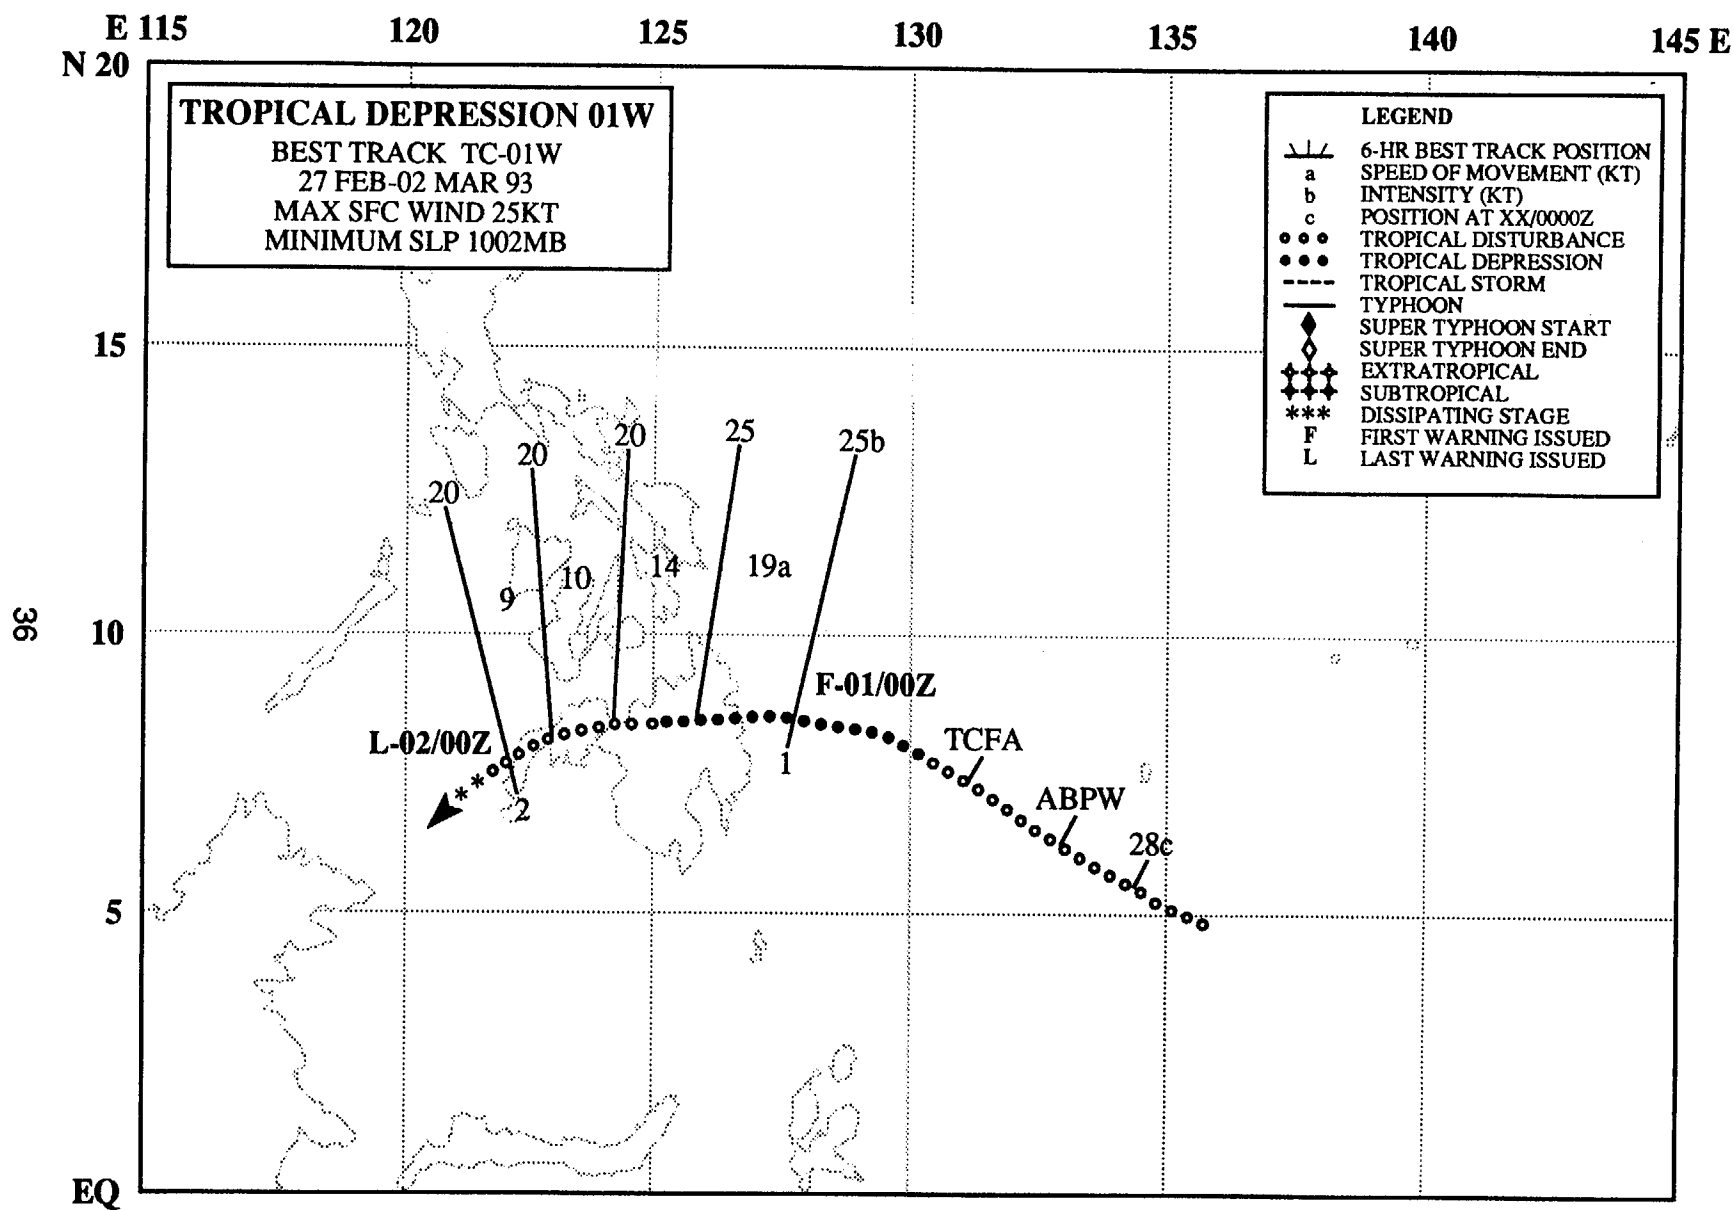 E 115 120 125 130 135 140 145 E
N 20
TROPICAL DEPRESSION 01W
BEST TRACK TC-01W
27 FEB-02 MAR 93
MAX SFC WIND 25KT
MINIMUM SLP 1002MB
LEGEND
6-HR BEST TRACK POSITION
a SPEED OF MOVEMENT (KT)
b INTENSITY (KT)
c POSITION AT XX/0000Z
TROPICAL DISTURBANCE
TROPICAL DEPRESSION
TROPICAL STORM
TYPHOON
SUPER TYPHOON START
SUPER TYPHOON END
EXTRATROPICAL
SUBTROPICAL
*** DISSIPATING STAGE
F FIRST WARNING ISSUED
L LAST WARNING ISSUED
15
20 20 20 25 25b
9 10 14 19a
10
36
F-01/00Z
L-02/00Z
TCFA
1
ABPW
2
28c
5
EQ